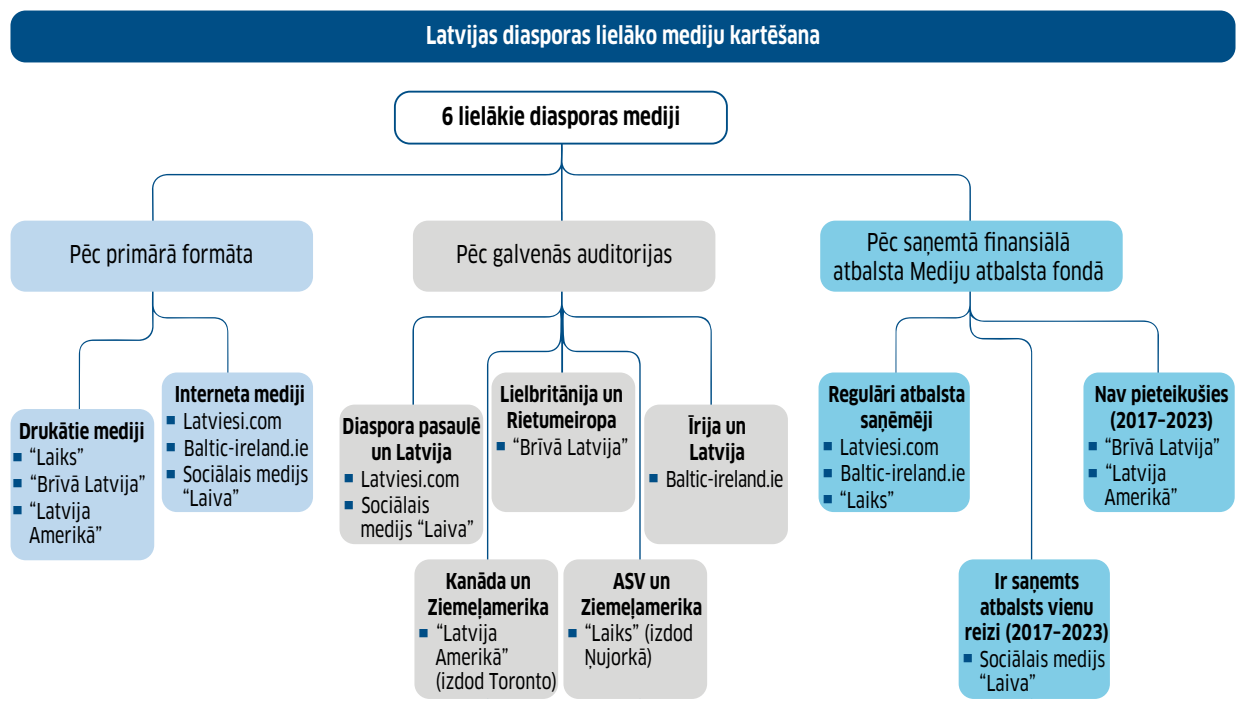 Latvijas diasporas lielāko mediju kartēšana
6 lielākie diasporas mediji
Pēc primārā formāta
Drukātie mediji
▪ “Laiks”
▪ “Brīvā Latvija”
▪ “Latvija
Amerikā”
Interneta mediji
▪ Latviesi.com
▪ Baltic-ireland.ie
▪ Sociālais medijs
“Laiva”
Pēc galvenās auditorijas
Diaspora pasaulē
un Latvija
▪ Latviesi.com
▪ Sociālais
medijs “Laiva”
Kanāda un
Ziemeļamerika
▪ “Latvija
Amerikā”
(izdod Toronto)
Lielbritānija un
Rietumeiropa
▪ “Brīvā Latvija”
ASV un
Ziemeļamerika
▪ “Laiks” (izdod
Ņujorkā)
Īrija un
Latvija
▪ Baltic-ireland.ie
Pēc saņemtā finansiālā
atbalsta Mediju atbalsta fondā
Regulāri atbalsta
saņēmēji
▪ Latviesi.com
▪ Baltic-ireland.ie
▪ “Laiks”
Ir saņemts
atbalsts vienu
reizi (2017–2023)
▪ Sociālais medijs
“Laiva”
Nav pieteikušies
(2017–2023)
▪ “Brīvā Latvija”
▪ “Latvija
Amerikā”